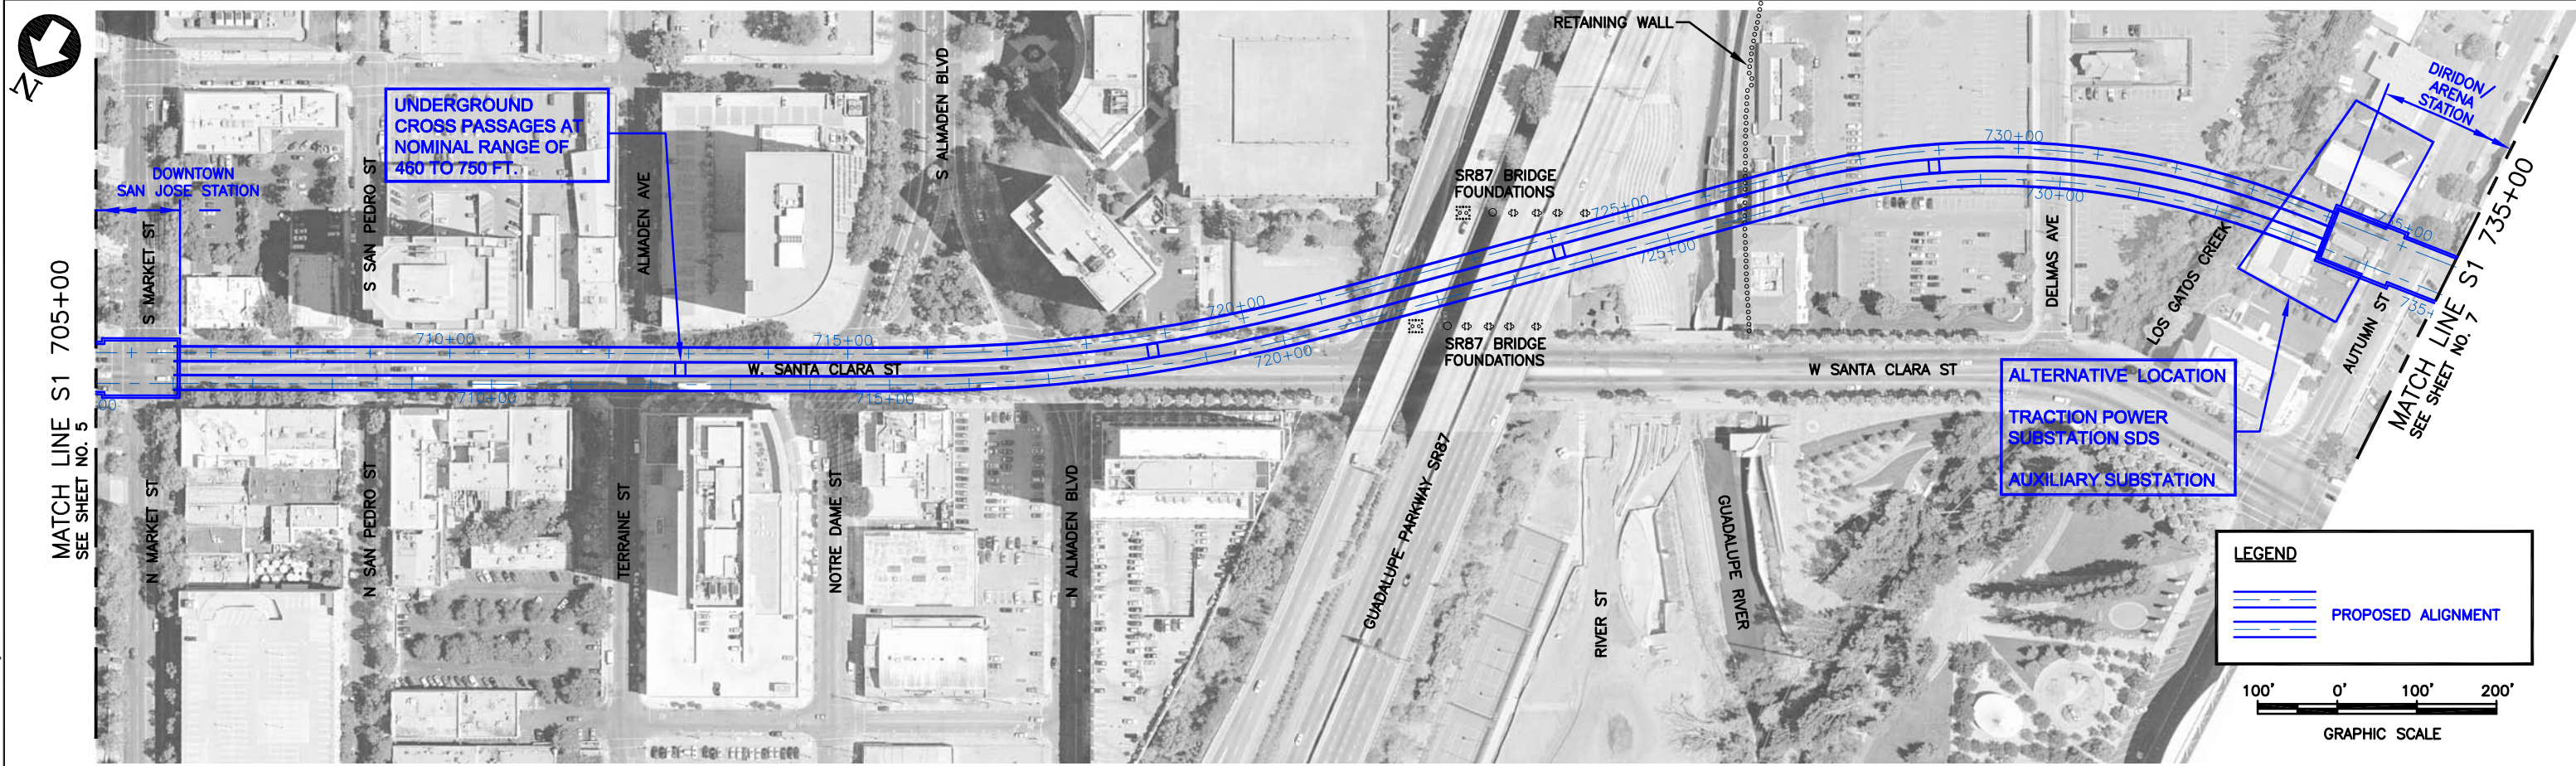 N
MATCH LINE S1 705+00
SEE SHEET NO. 5
DOWNTOWN
SAN JOSE STATION
S MARKET ST
N MARKET ST
S SAN PEDRO ST
N SAN PEDRO ST
UNDERGROUND
CROSS PASSAGES AT
NOMINAL RANGE OF
460 TO 750 FT.
ALMADEN AVE
TERRAINE ST
S ALMADEN BLVD
NOTRE DAME ST
N ALMADEN BLVD
00
710+00
710+00
715+00
W. SANTA CLARA ST
715+00
720+00
720+00
SR87 BRIDGE
FOUNDATIONS
SR87 BRIDGE
FOUNDATIONS
725+00
725+00
RETAINING WALL
GUADALUPE PARKWAY SR87
RIVER ST
GUADALUPE RIVER
730+00
730+00
DELMAS AVE
W SANTA CLARA ST
LOS GATOS CREEK
DIRIDON/
ARENA
STATION
735+00
735+
AUTUMN ST
MATCH LINE S1 735+00
SEE SHEET NO. 7
ALTERNATIVE LOCATION
TRACTION POWER
SUBSTATION SDS
AUXILIARY SUBSTATION
LEGEND
PROPOSED ALIGNMENT
100' 0' 100' 200'
GRAPHIC SCALE